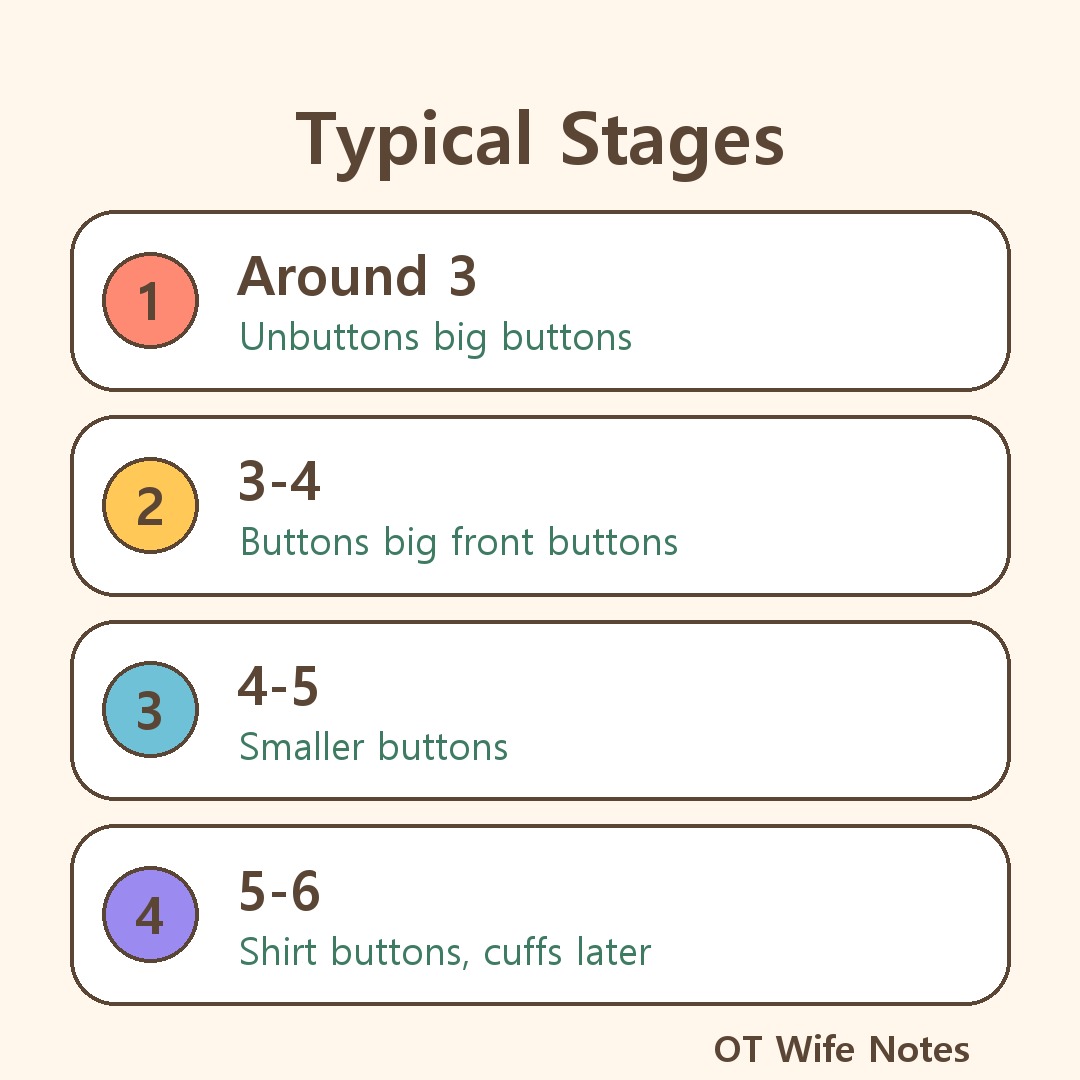 Typical Stages
1
Around 3
Unbuttons big buttons
2
3-4
Buttons big front buttons
3
4-5
Smaller buttons
4
5-6
Shirt buttons, cuffs later
OT Wife Notes